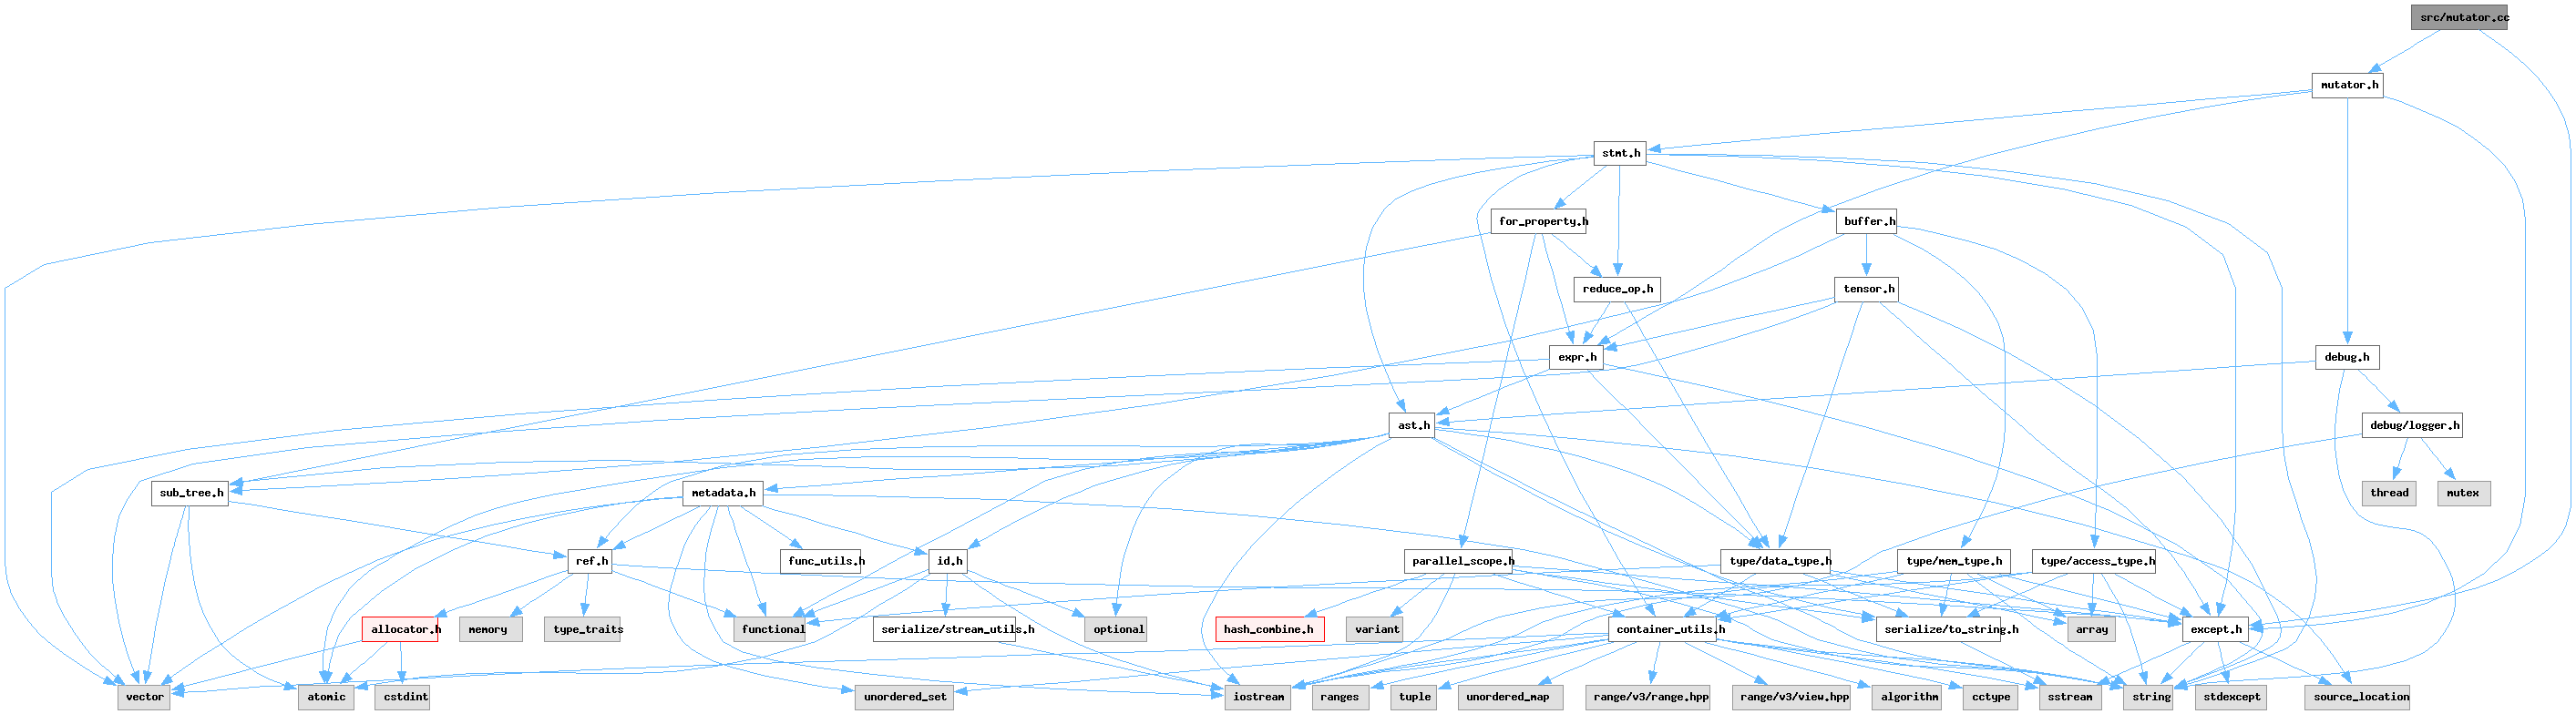 src/mutator.cc
mutator.h
stmt.h
for_property.h
buffer.h
reduce_op.h
tensor.h
expr.h
debug.h
ast.h
debug/logger.h
sub_tree.h
metadata.h
thread
mutex
ref.h
func_utils.h
id.h
parallel_scope.h
type/data_type.h
type/mem_type.h
type/access_type.h
allocator.h
memory
type_traits
functional
serialize/stream_utils.h
optional
hash_combine.h
variant
container_utils.h
serialize/to_string.h
array
except.h
vector
atomic
cstdint
unordered_set
iostream
ranges
tuple
unordered_map
range/v3/range.hpp
range/v3/view.hpp
algorithm
cctype
sstream
string
stdexcept
source_location